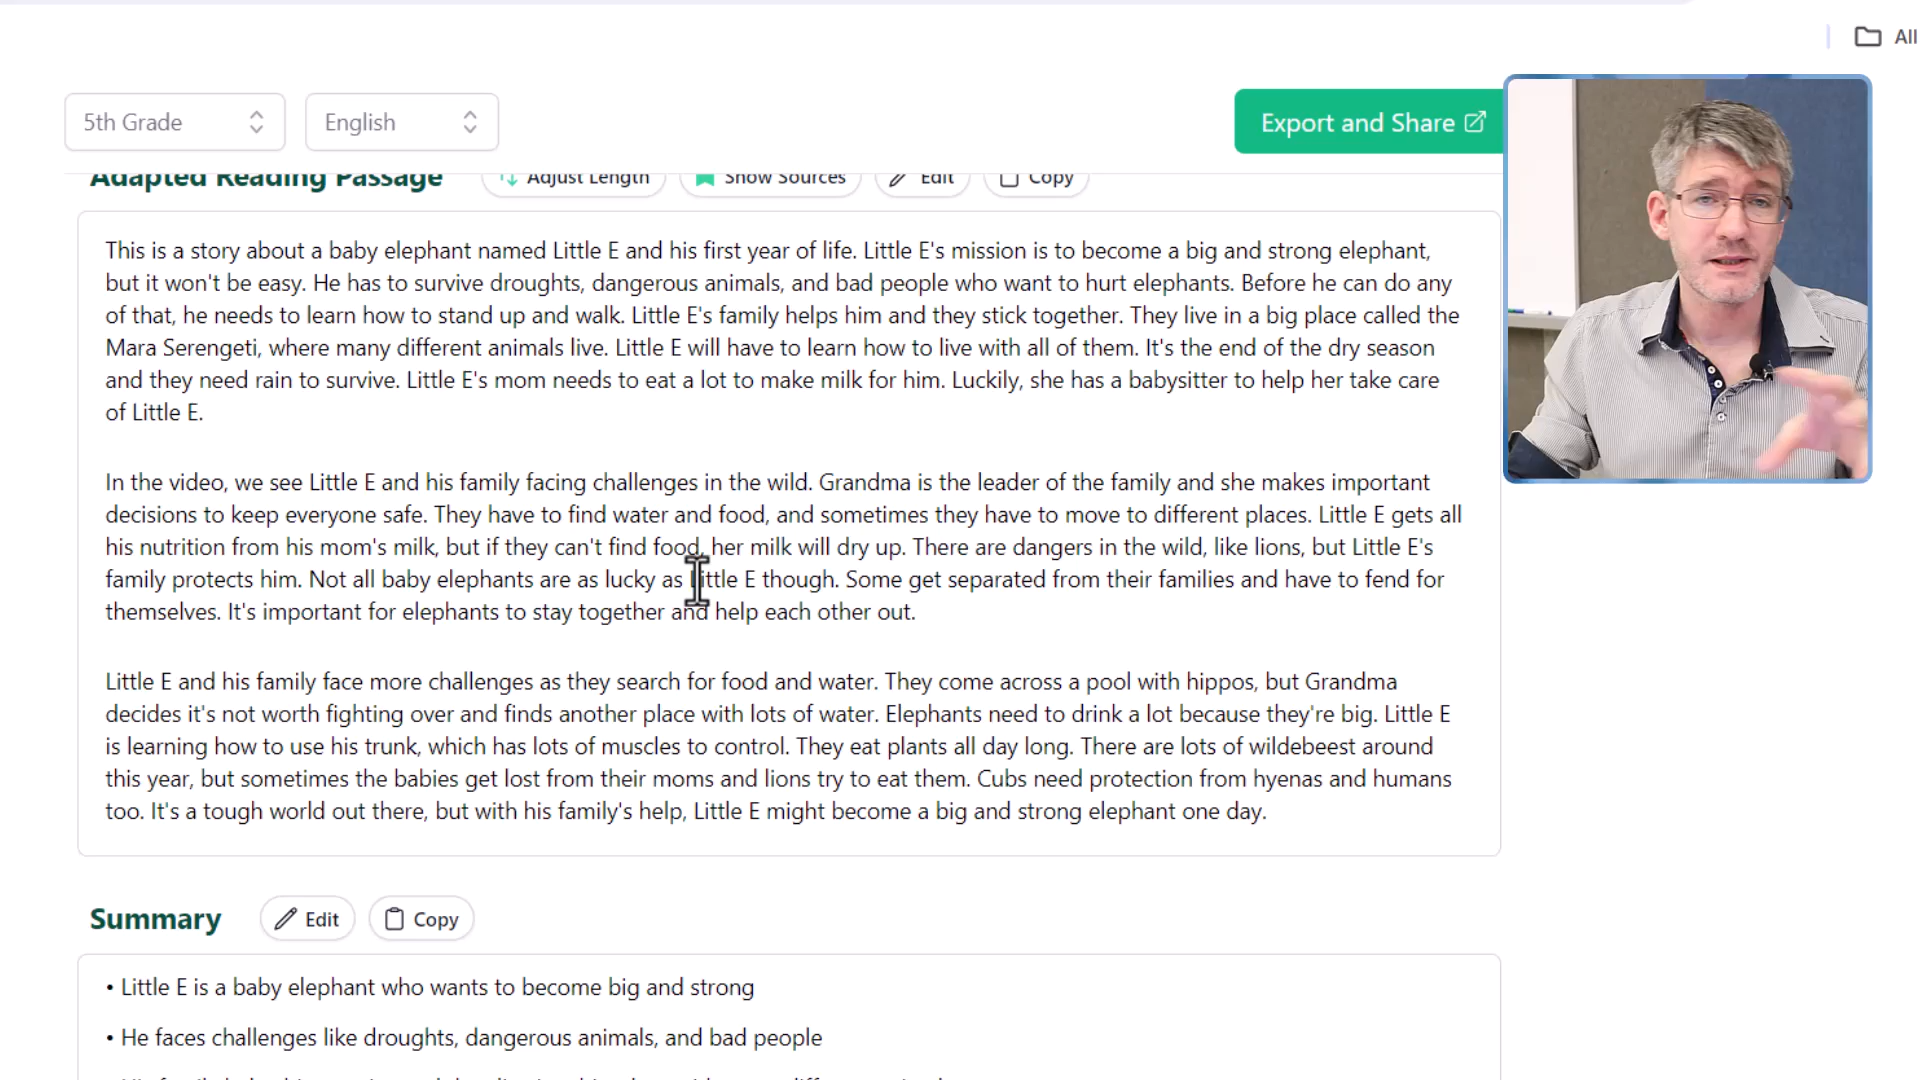 All
5th Grade
English
Export and Share
Adapted Reading Passage
Adjust Length
Show Sources
Edit
Copy
This is a story about a baby elephant named Little E and his first year of life. Little E's mission is to become a big and strong elephant,
but it won't be easy. He has to survive droughts, dangerous animals, and bad people who want to hurt elephants. Before he can do any
of that, he needs to learn how to stand up and walk. Little E's family helps him and they stick together. They live in a big place called the
Mara Serengeti, where many different animals live. Little E will have to learn how to live with all of them. It's the end of the dry season
and they need rain to survive. Little E's mom needs to eat a lot to make milk for him. Luckily, she has a babysitter to help her take care
of Little E.
In the video, we see Little E and his family facing challenges in the wild. Grandma is the leader of the family and she makes important
decisions to keep everyone safe. They have to find water and food, and sometimes they have to move to different places. Little E gets all
his nutrition from his mom's milk, but if they can't find food, her milk will dry up. There are dangers in the wild, like lions, but Little E's
family protects him. Not all baby elephants are as lucky as Little E though. Some get separated from their families and have to fend for
themselves. It's important for elephants to stay together and help each other out.
Little E and his family face more challenges as they search for food and water. They come across a pool with hippos, but Grandma
decides it's not worth fighting over and finds another place with lots of water. Elephants need to drink a lot because they're big. Little E
is learning how to use his trunk, which has lots of muscles to control. They eat plants all day long. There are lots of wildebeest around
this year, but sometimes the babies get lost from their moms and lions try to eat them. Cubs need protection from hyenas and humans
too. It's a tough world out there, but with his family's help, Little E might become a big and strong elephant one day.
Summary
Edit
Copy
• Little E is a baby elephant who wants to become big and strong
• He faces challenges like droughts, dangerous animals, and bad people